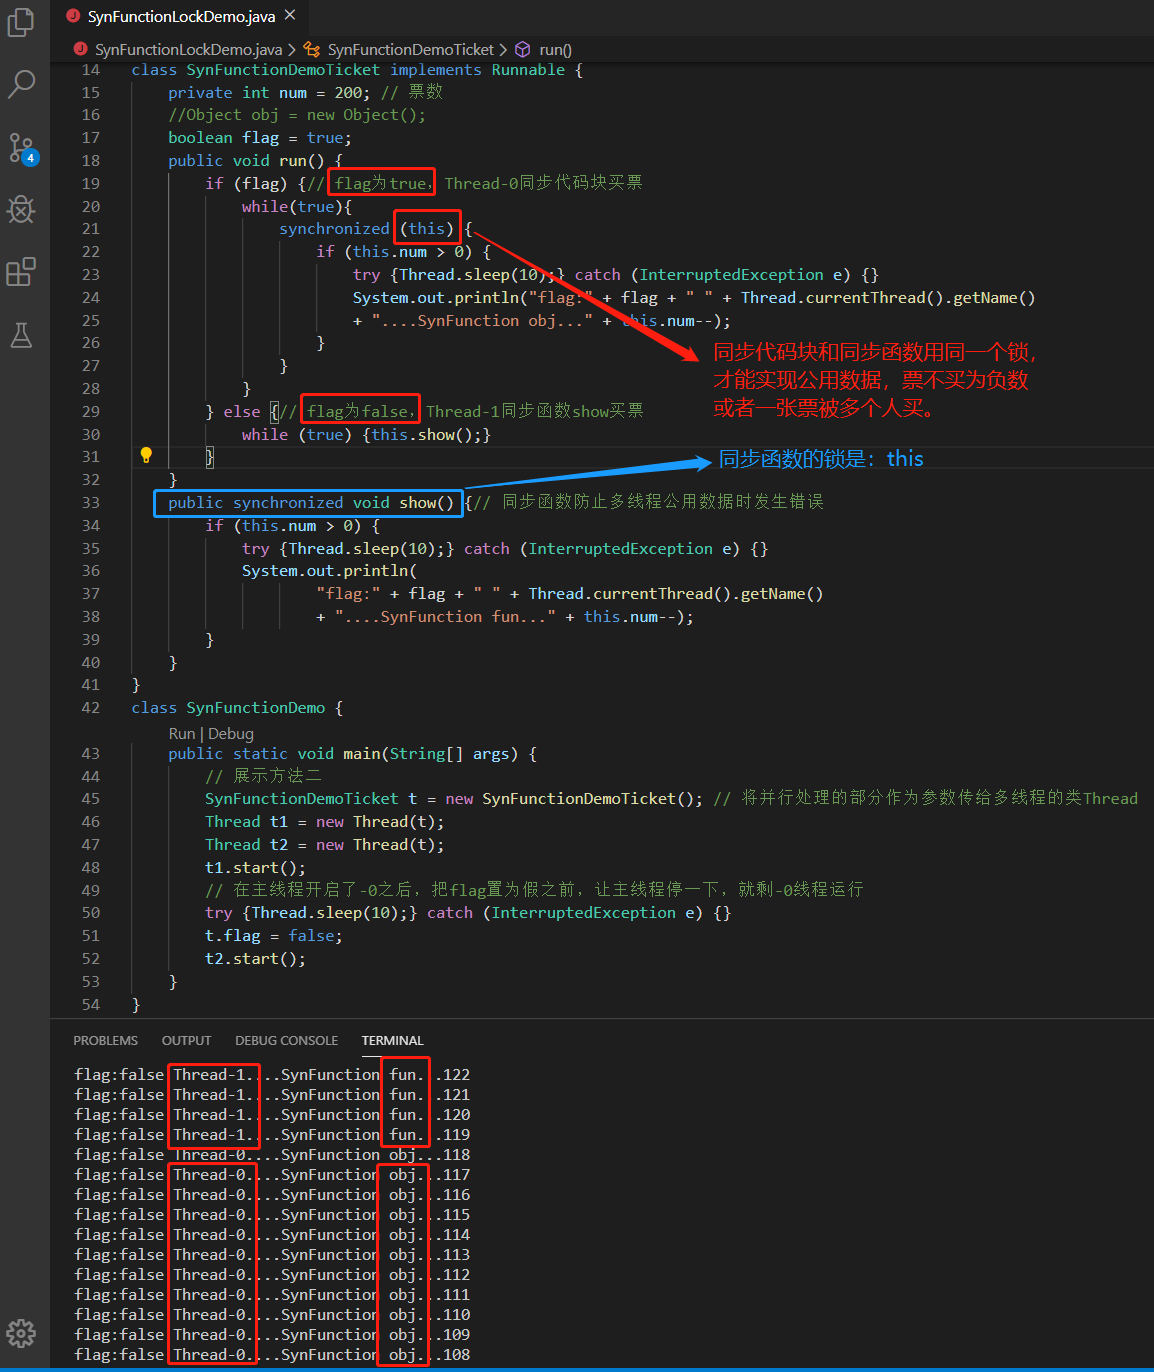 SynFunctionLockDemo.java
SynFunctionLockDemo.java > SynFunctionDemoTicket > run()
4
14 class SynFunctionDemoTicket implements Runnable {
15 private int num = 200; // 票数
16 //Object obj = new Object();
17 boolean flag = true;
18 public void run() {
19 if (flag) {// flag为true, Thread-0同步代码块买票
20 while(true){
21 synchronized (this) {
22 if (this.num > 0) {
23 try {Thread.sleep(10);} catch (InterruptedException e) {}
24 System.out.println("flag:" + flag + " " + Thread.currentThread().getName()
25 + "....SynFunction obj..." + this.num--);
26 }
27 }
28 }
29 } else {// flag为false, Thread-1同步函数show买票
30 while (true) {this.show();}
31 }
32 }
33 public synchronized void show() {// 同步函数防止多线程公用数据时发生错误
34 if (this.num > 0) {
35 try {Thread.sleep(10);} catch (InterruptedException e) {}
36 System.out.println(
37 "flag:" + flag + " " + Thread.currentThread().getName()
38 + "....SynFunction fun..." + this.num--);
39 }
40 }
41 }
42 class SynFunctionDemo {
Run | Debug
43 public static void main(String[] args) {
44 // 展示方法二
45 SynFunctionDemoTicket t = new SynFunctionDemoTicket(); // 将并行处理的部分作为参数传给多线程的类Thread
46 Thread t1 = new Thread(t);
47 Thread t2 = new Thread(t);
48 t1.start();
49 // 在主线程开启了-0之后，把flag置为假之前，让主线程停一下，就剩-0线程运行
50 try {Thread.sleep(10);} catch (InterruptedException e) {}
51 t.flag = false;
52 t2.start();
53 }
54 }
同步代码块和同步函数用同一个锁，
才能实现公用数据，票不买为负数
或者一张票被多个人买。
同步函数的锁是：this
PROBLEMS OUTPUT DEBUG CONSOLE TERMINAL
flag:false Thread-1....SynFunction fun...122
flag:false Thread-1....SynFunction fun...121
flag:false Thread-1....SynFunction fun...120
flag:false Thread-1....SynFunction fun...119
flag:false Thread-0....SynFunction obj...118
flag:false Thread-0....SynFunction obj...117
flag:false Thread-0....SynFunction obj...116
flag:false Thread-0....SynFunction obj...115
flag:false Thread-0....SynFunction obj...114
flag:false Thread-0....SynFunction obj...113
flag:false Thread-0....SynFunction obj...112
flag:false Thread-0....SynFunction obj...111
flag:false Thread-0....SynFunction obj...110
flag:false Thread-0....SynFunction obj...109
flag:false Thread-0....SynFunction obj...108